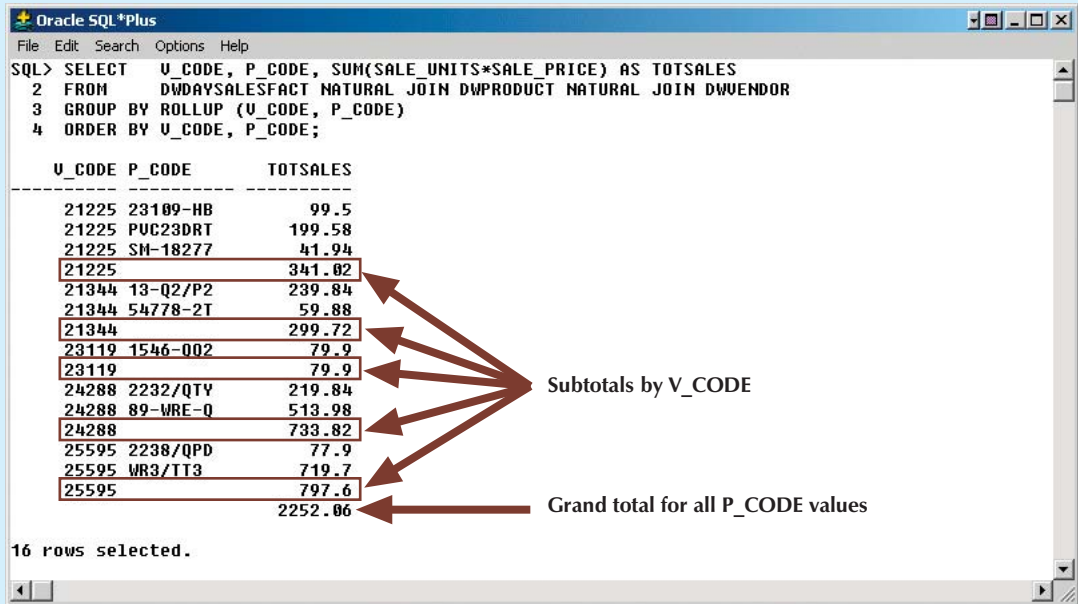 Oracle SQL*Plus
File Edit Search Options Help
SQL> SELECT V_CODE, P_CODE, SUM(SALE_UNITS*SALE_PRICE) AS TOTSALES
2 FROM DWDAYSALESFACT NATURAL JOIN DWPRODUCT NATURAL JOIN DWVENDOR
3 GROUP BY ROLLUP (V_CODE, P_CODE)
4 ORDER BY V_CODE, P_CODE;
V_CODE P_CODE TOTSALES
---------- ---------- ----------
21225 23109-HB 99.5
21225 PVC23DRT 199.58
21225 SM-18277 41.94
21225 341.02
21344 13-Q2/P2 239.84
21344 54778-2T 59.88
21344 299.72
23119 1546-QQ2 79.9
23119 79.9
24288 2232/QTY 219.84
24288 89-WRE-Q 513.98
24288 733.82
25595 2238/QPD 77.9
25595 WR3/TT3 719.7
25595 797.6
2252.06
Subtotals by V_CODE
Grand total for all P_CODE values
16 rows selected.